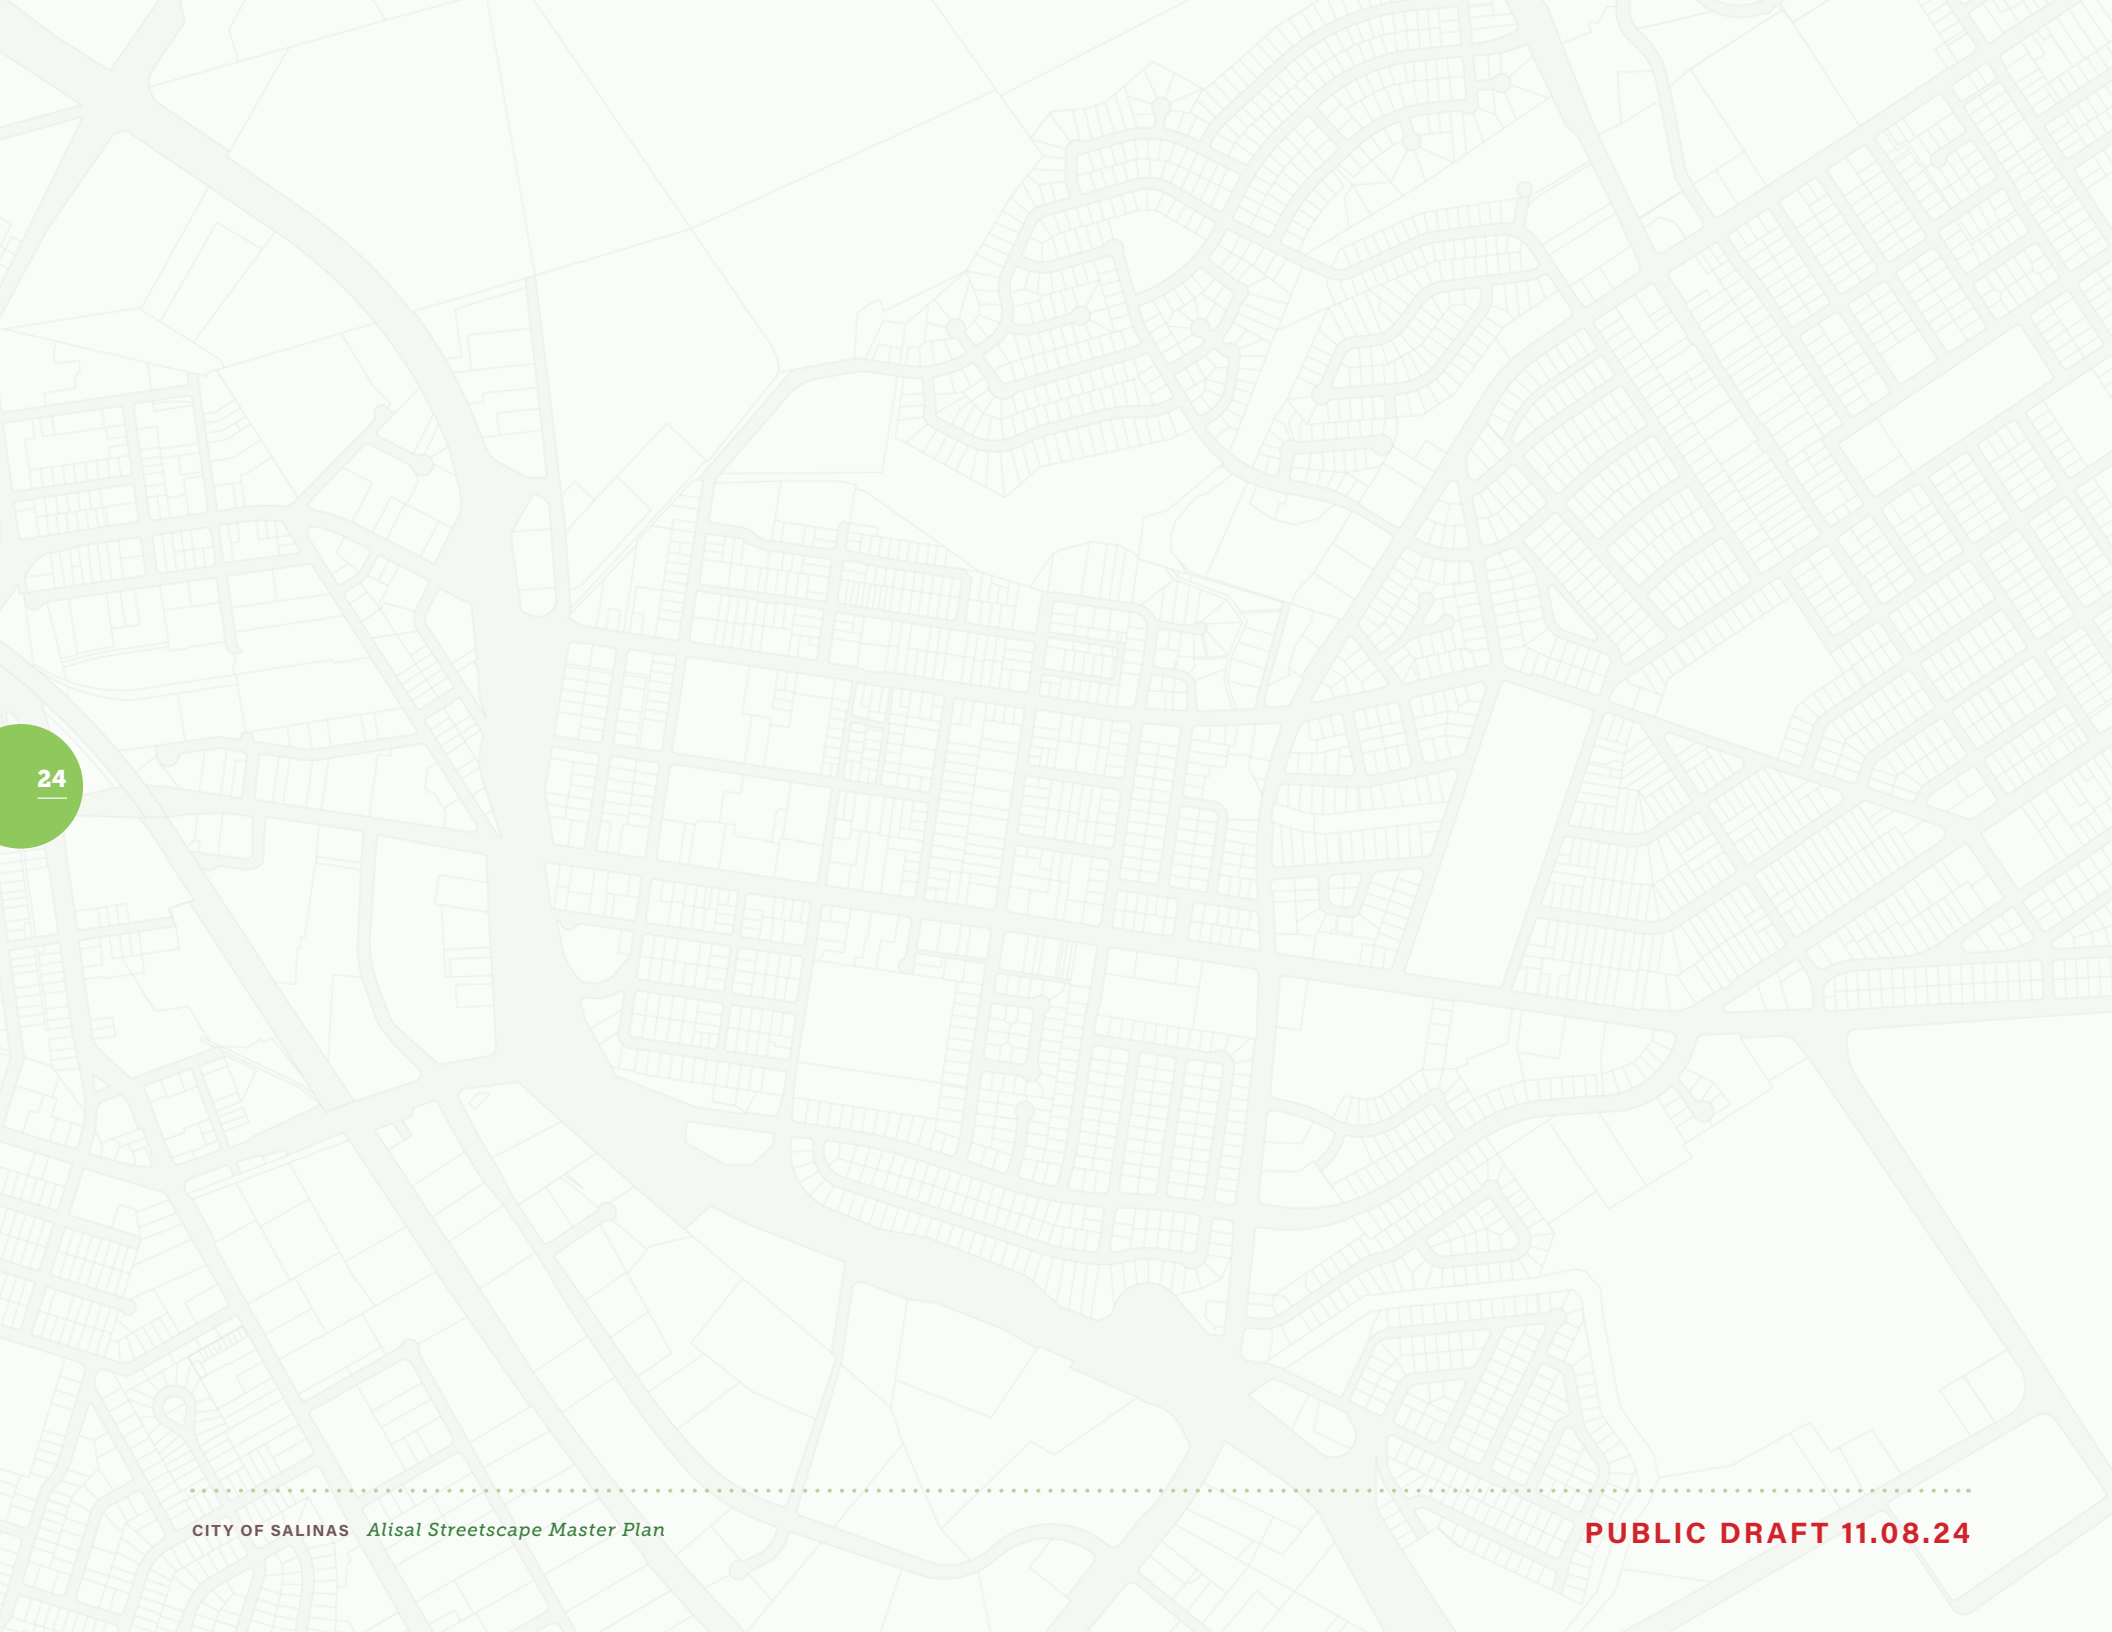 24
CITY OF SALINAS Alisal Streetscape Master Plan
PUBLIC DRAFT 11.08.24